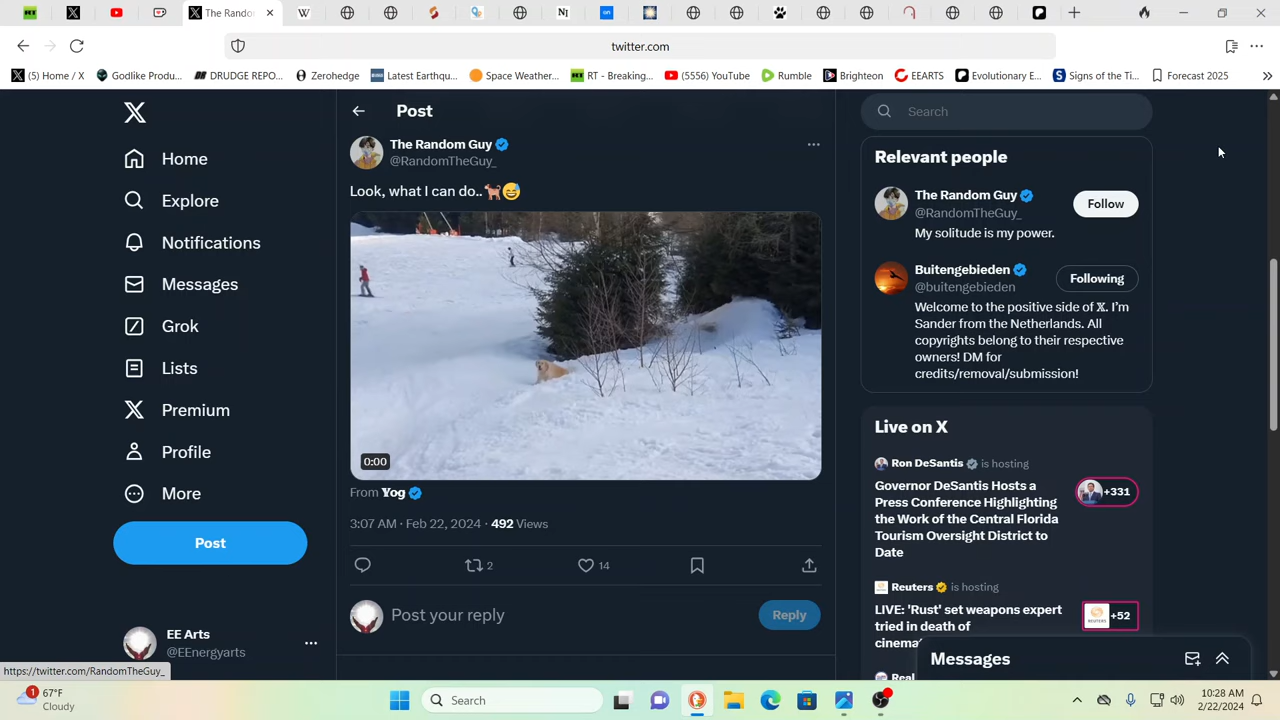 The Random
twitter.com
(5) Home / X
Godlike Produ...
DRUDGE REPO...
Zerohedge
Latest Earthqu...
Space Weather...
RT - Breaking...
(5556) YouTube
Rumble
Brighteon
EEARTS
Evolutionary E...
Signs of the Ti...
Forecast 2025
Home
Explore
Notifications
Messages
Grok
Lists
Premium
Profile
More
Post
EE Arts
@EEnergyarts
https://twitter.com/RandomTheGuy_
Post
The Random Guy
@RandomTheGuy_
Look, what I can do..🐕😅
0:00
From Yog
3:07 AM · Feb 22, 2024 · 492 Views
2
14
Post your reply
Reply
Search
Relevant people
The Random Guy
@RandomTheGuy_
Follow
My solitude is my power.
Buitengebieden
@buitengebieden
Following
Welcome to the positive side of 𝕏. I'm
Sander from the Netherlands. All
copyrights belong to their respective
owners! DM for
credits/removal/submission!
Live on X
Ron DeSantis is hosting
Governor DeSantis Hosts a
Press Conference Highlighting
the Work of the Central Florida
Tourism Oversight District to
Date
+331
Reuters is hosting
LIVE: 'Rust' set weapons expert
tried in death of
+52
Messages
1
67°F
Cloudy
Search
10:28 AM
2/22/2024